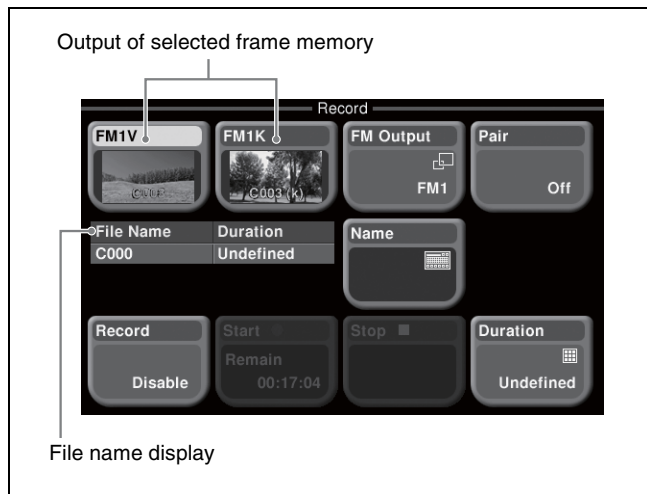 Output of selected frame memory
Record
FM1V
FM1K
FM Output
Pair
C003 (k)
FM1
Off
File Name
Duration
Name
C000
Undefined
Record
Start
Stop
Duration
Remain
Disable
00:17:04
Undefined
File name display